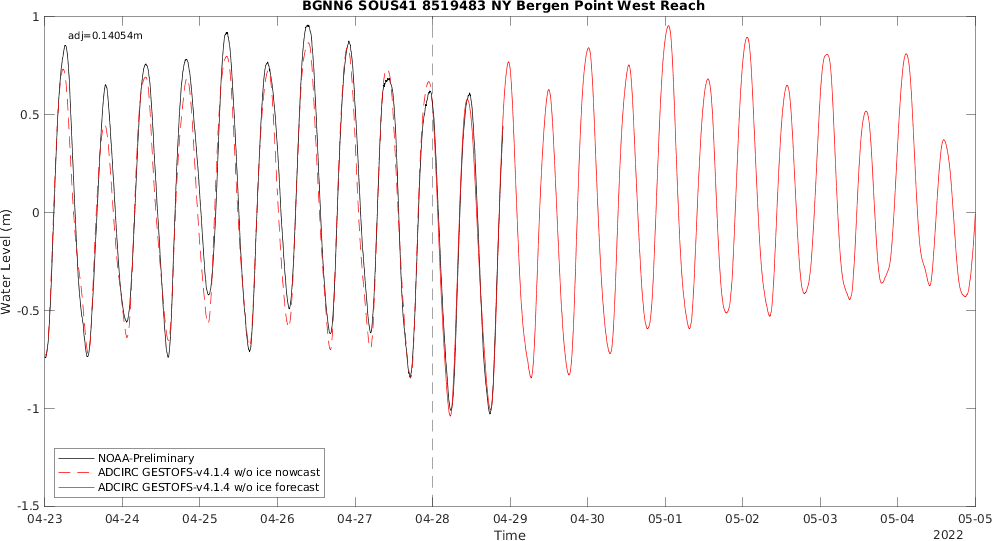 BGNN6 SOUS41 8519483 NY Bergen Point West Reach
adj=0.14054m
1
0.5
0
-0.5
-1
-1.5
Water Level (m)
NOAA-Preliminary
ADCIRC GESTOFS-v4.1.4 w/o ice nowcast
ADCIRC GESTOFS-v4.1.4 w/o ice forecast
04-23 04-24 04-25 04-26 04-27 04-28 04-29 04-30 05-01 05-02 05-03 05-04 05-05
Time
2022